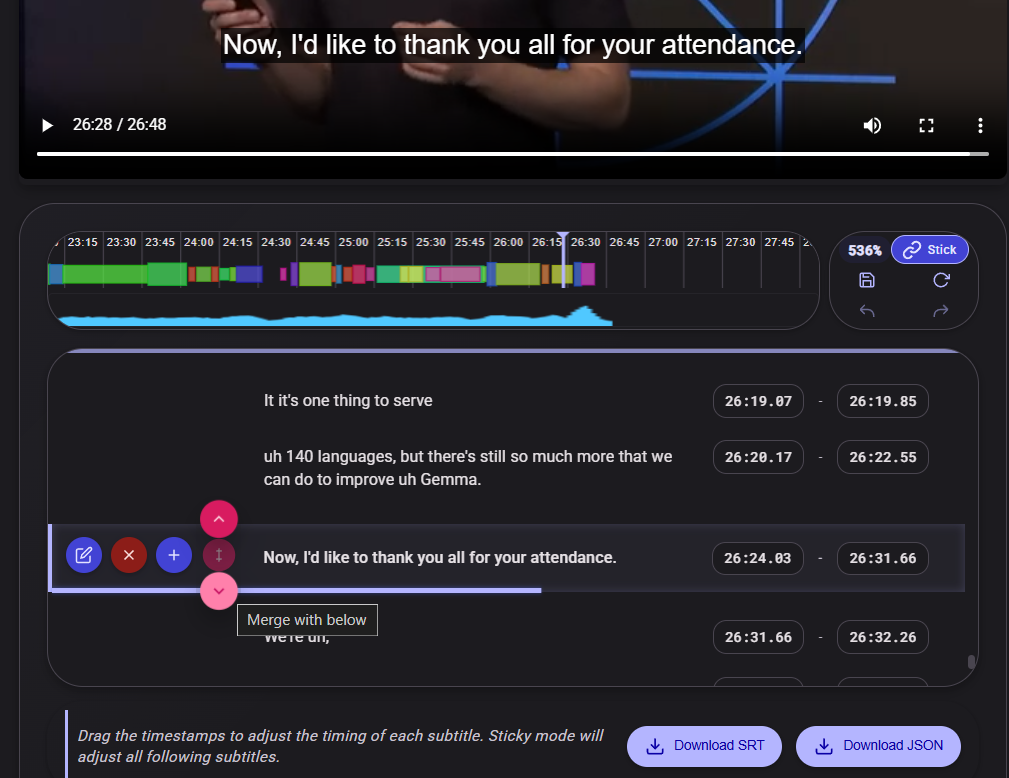 Now, I'd like to thank you all for your attendance.
26:28 / 26:48
23:15 23:30 23:45 24:00 24:15 24:30 24:45 25:00 25:15 25:30 25:45 26:00 26:15 26:30 26:45 27:00 27:15 27:30 27:45
536% Stick
It it's one thing to serve 26:19.07 - 26:19.85
uh 140 languages, but there's still so much more that we 26:20.17 - 26:22.55
can do to improve uh Gemma.
Now, I'd like to thank you all for your attendance. 26:24.03 - 26:31.66
Merge with below
We're uh, 26:31.66 - 26:32.26
Drag the timestamps to adjust the timing of each subtitle. Sticky mode will
adjust all following subtitles.
Download SRT Download JSON